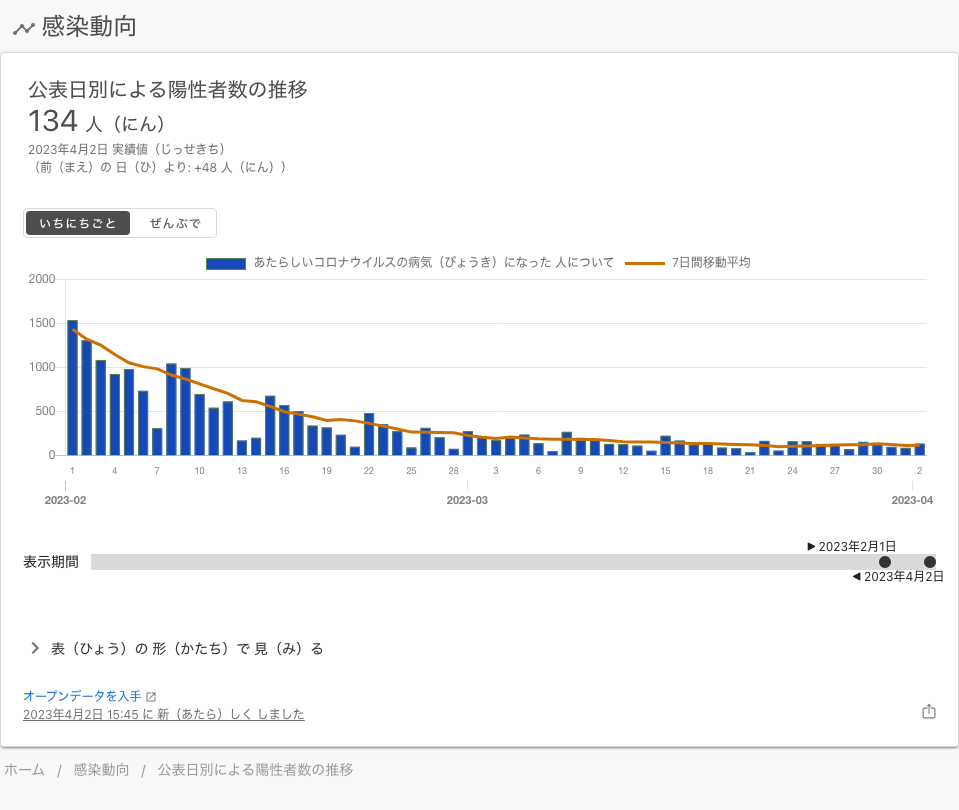 感染動向
公表日別による陽性者数の推移
134 人（にん）
2023年4月2日 実績値（じっせきち）
（前（まえ）の 日（ひ）より: +48 人（にん））
いちにちごと ぜんぶで
あたらしいコロナウイルスの病気（びょうき）になった 人について 7日間移動平均
2000
1500
1000
500
0
1 4 7 10 13 16 19 22 25 28 3 6 9 12 15 18 21 24 27 30 2
2023-02 2023-03 2023-04
▶ 2023年2月1日
表示期間
◀ 2023年4月2日
表（ひょう）の 形（かたち）で 見（み）る
オープンデータを入手
2023年4月2日 15:45 に 新（あたら）しく しました
ホーム / 感染動向 / 公表日別による陽性者数の推移